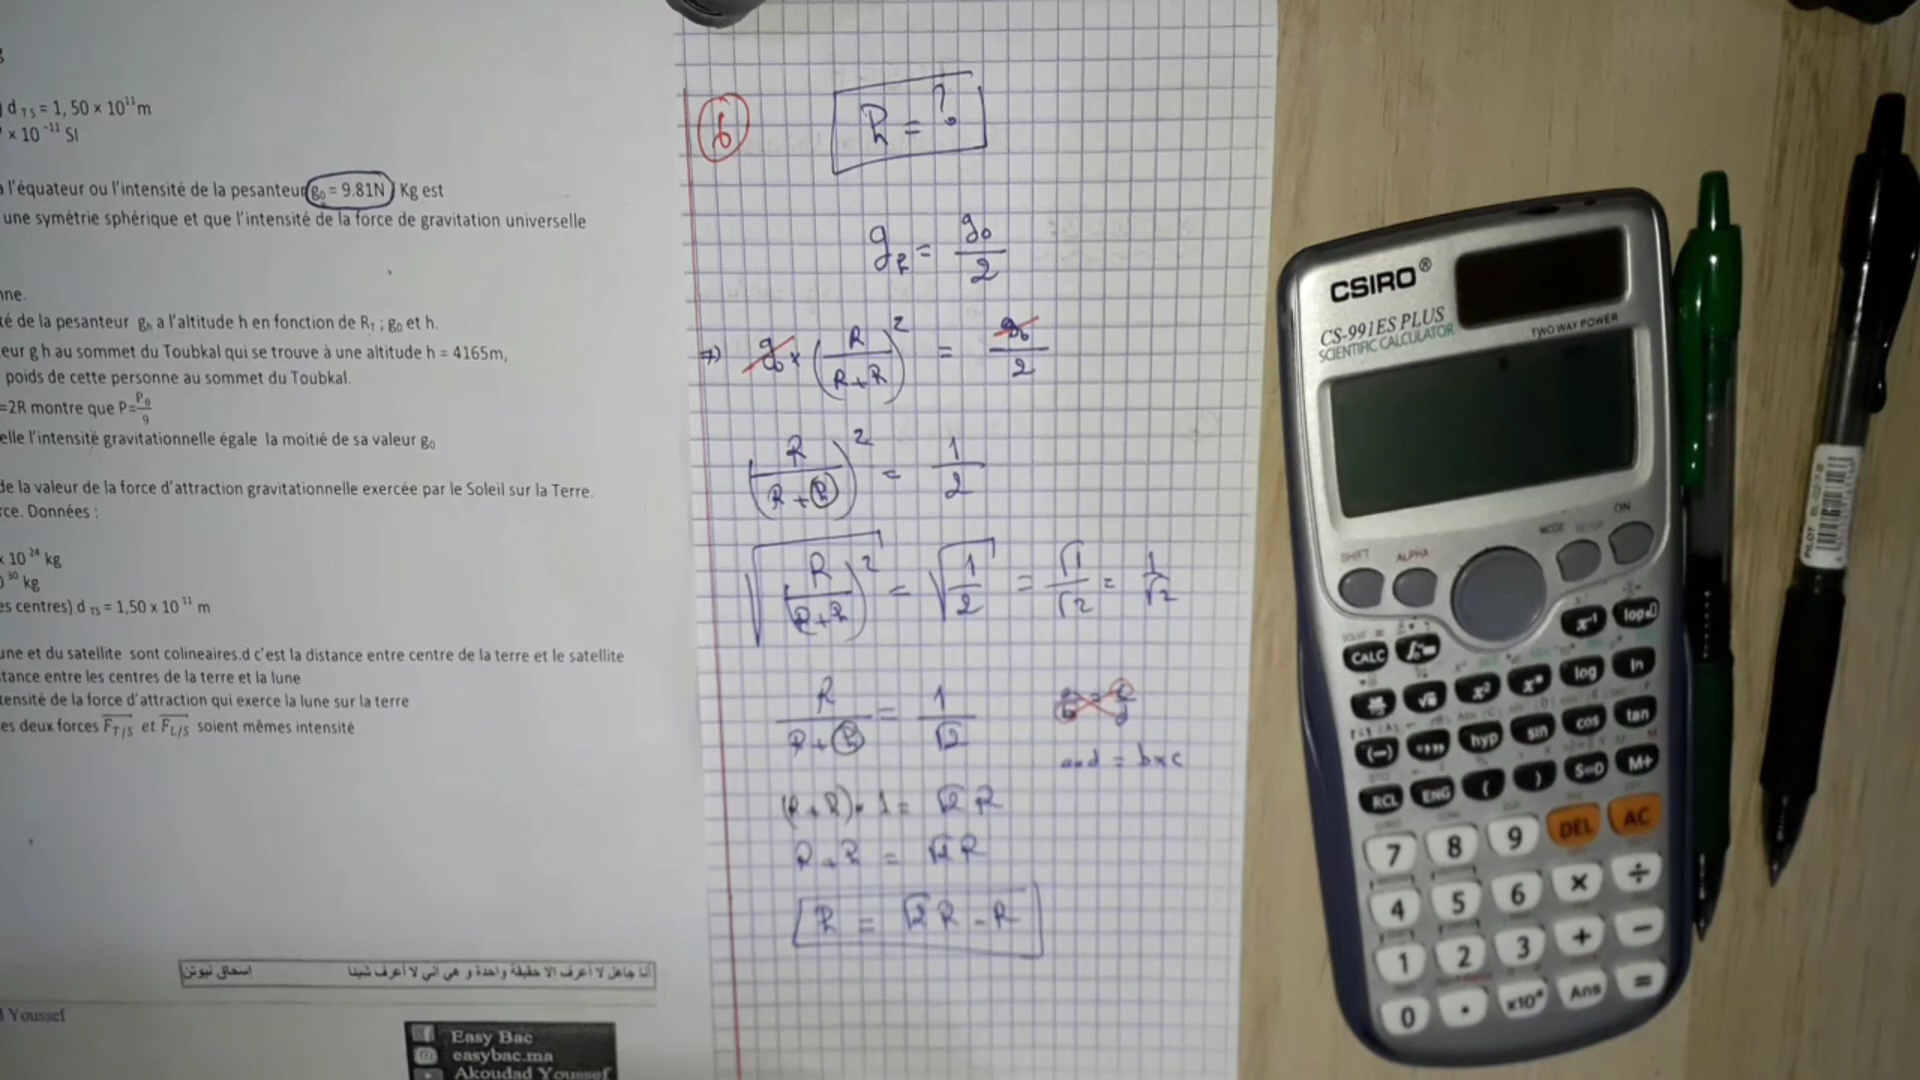 d TS = 1, 50 × 10¹¹m
× 10⁻¹¹ SI
a l'équateur ou l'intensité de la pesanteur g₀ = 9.81N / Kg est
une symétrie sphérique et que l'intensité de la force de gravitation universelle
nne.
té de la pesanteur gₕ a l'altitude h en fonction de R_T ; g₀ et h.
eur g h au sommet du Toubkal qui se trouve à une altitude h = 4165m,
poids de cette personne au sommet du Toubkal.
=2R montre que P=P₀/9
elle l'intensité gravitationnelle égale la moitié de sa valeur g₀
de la valeur de la force d'attraction gravitationnelle exercée par le Soleil sur la Terre.
rce. Données :
× 10²⁴ kg
³⁰ kg
es centres) d TS = 1,50 × 10¹¹ m
une et du satellite sont colineaires.d c'est la distance entre centre de la terre et le satellite
tance entre les centres de la terre et la lune
tensité de la force d'attraction qui exerce la lune sur la terre
es deux forces F_T/S et F_L/S soient mêmes intensité
أنا جاهل لا أعرف إلا حقيقة واحدة و هي أني لا أعرف شيئا اسحاق نيوتن
Youssef
Easy Bac
easybac.ma
Akoudad Youssef
6
h = ?
gₕ = g₀/2
=> g₀ × (R/(R+h))² = g₀/2
(R/(R+h))² = 1/2
√(R/(R+h))² = √(1/2) = √1/√2 = 1/√2
R/(R+h) = 1/√2
a/b = c/d
a×d = b×c
(R+h)×1 = √2 R
R+h = √2 R
h = √2 R - R
CSIRO®
CS-991ES PLUS
SCIENTIFIC CALCULATOR
TWO WAY POWER
SHIFT ALPHA MODE SETUP ON
CALC x⁻¹ log
√ x² log ln
(-) hyp sin cos tan
RCL ENG ( ) S⇔D M+
7 8 9 DEL AC
4 5 6 × ÷
1 2 3 + −
0 . ×10ˣ Ans =
PILOT